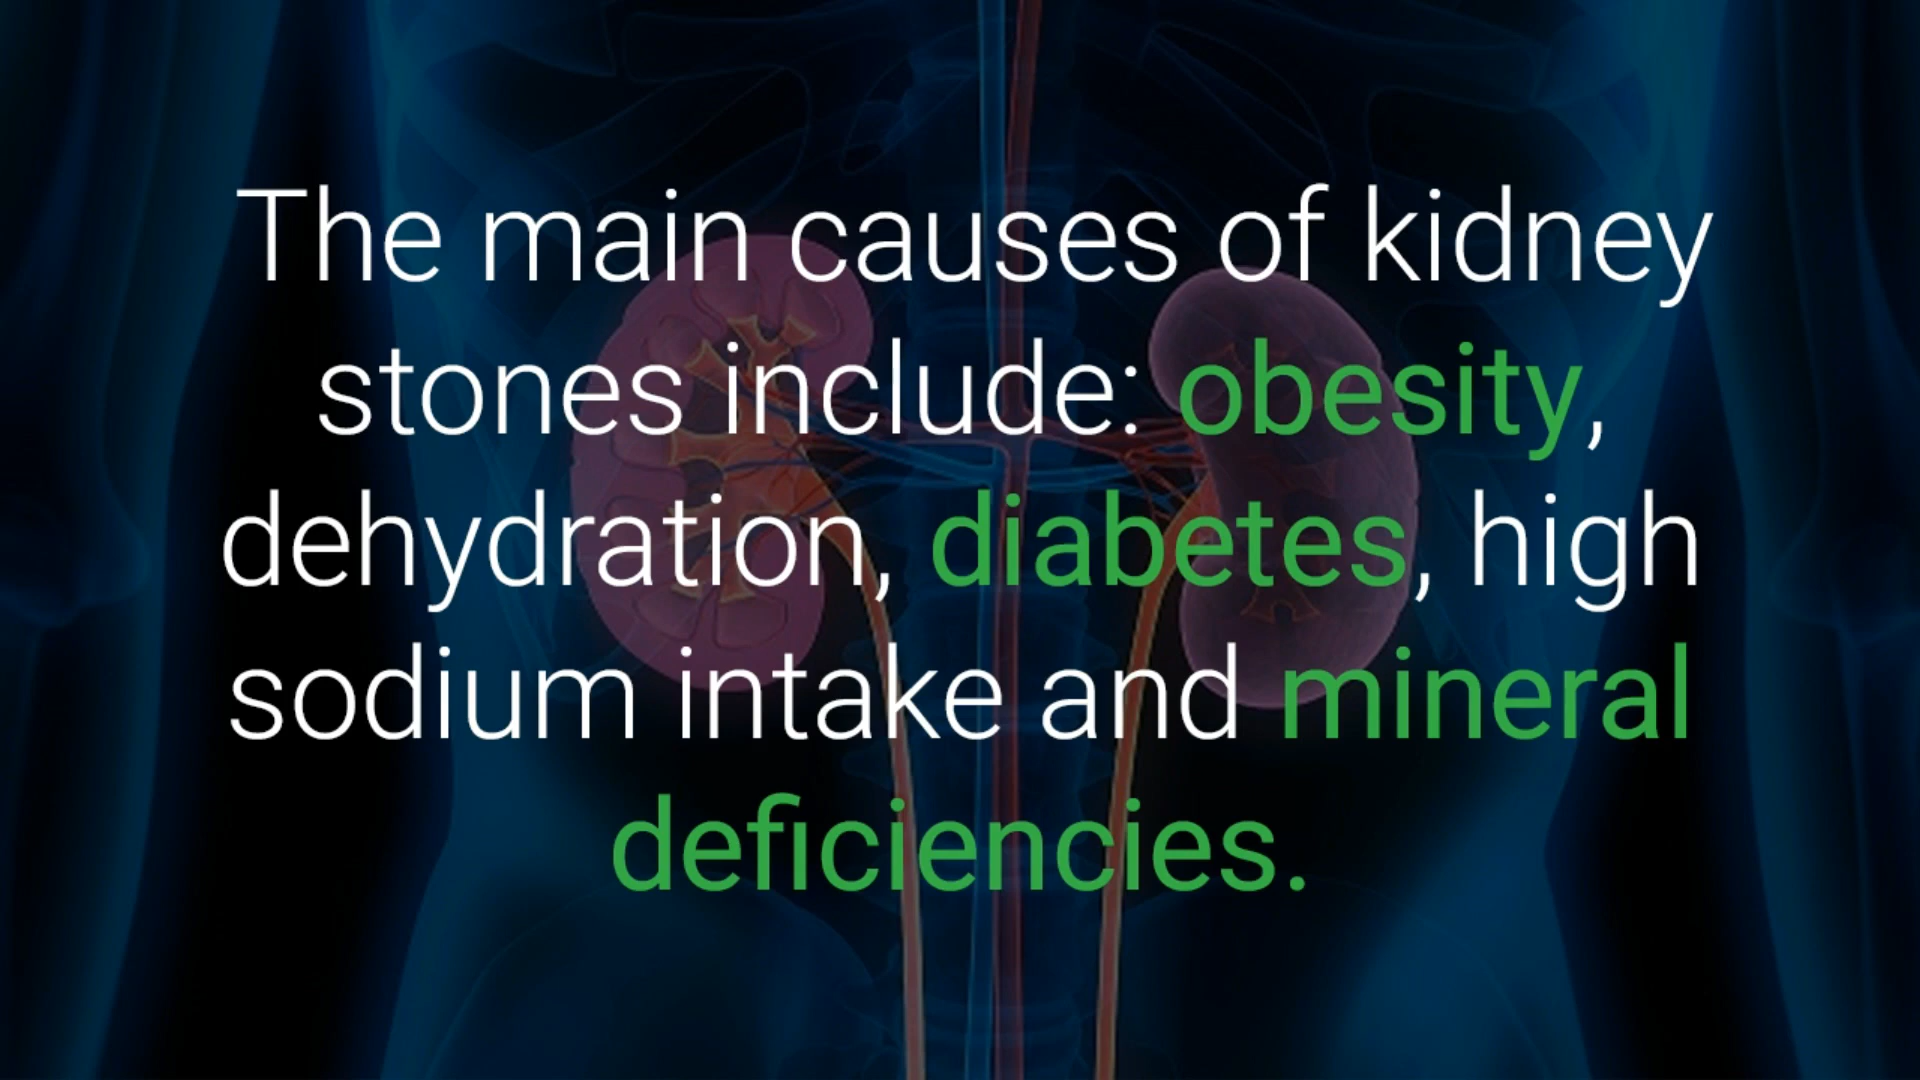 The main causes of kidney
stones include: obesity,
dehydration, diabetes, high
sodium intake and mineral
deficiencies.